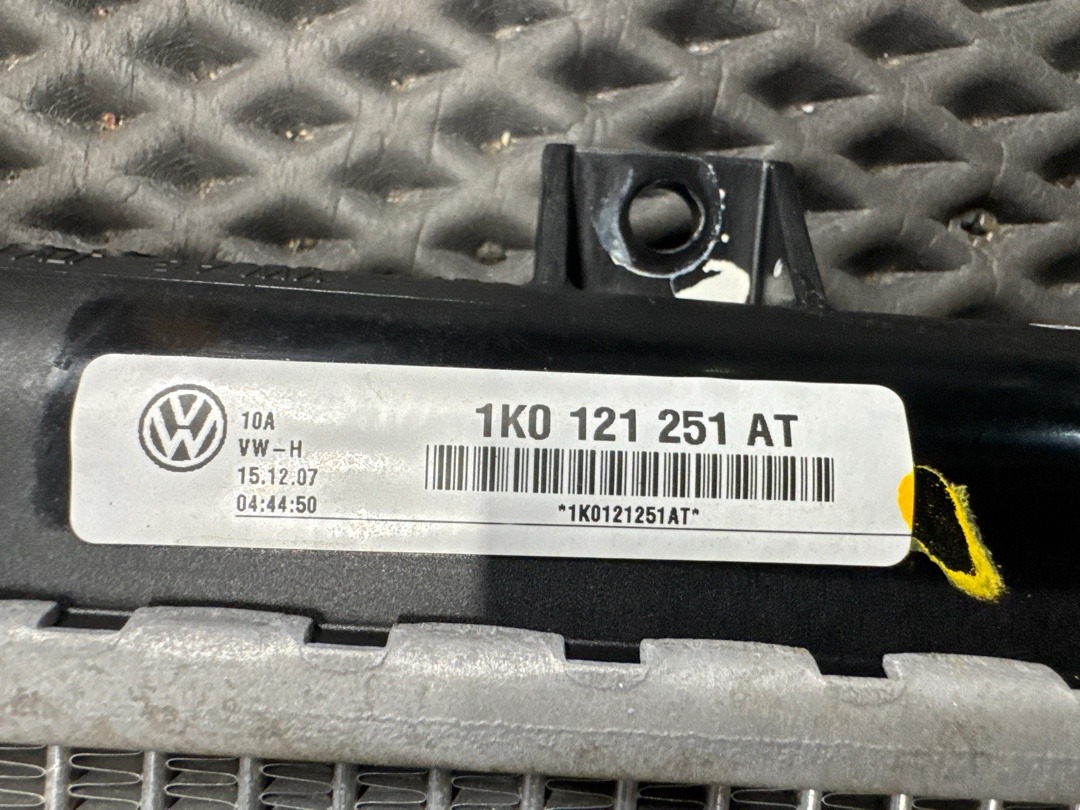 10A
VW-H
15.12.07
04:44:50
1K0 121 251 AT
*1K0121251AT*